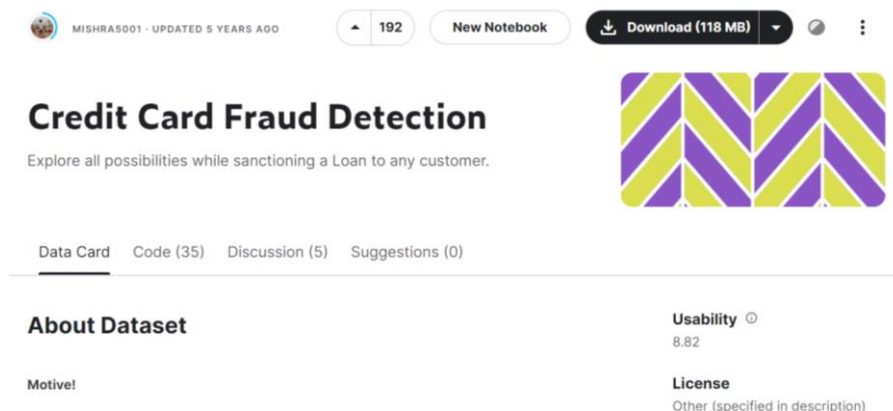 MISHRA5001 · UPDATED 5 YEARS AGO
192
New Notebook
Download (118 MB)
Credit Card Fraud Detection
Explore all possibilities while sanctioning a Loan to any customer.
Data Card Code (35) Discussion (5) Suggestions (0)
About Dataset
Motive!
Usability
8.82
License
Other (specified in description)